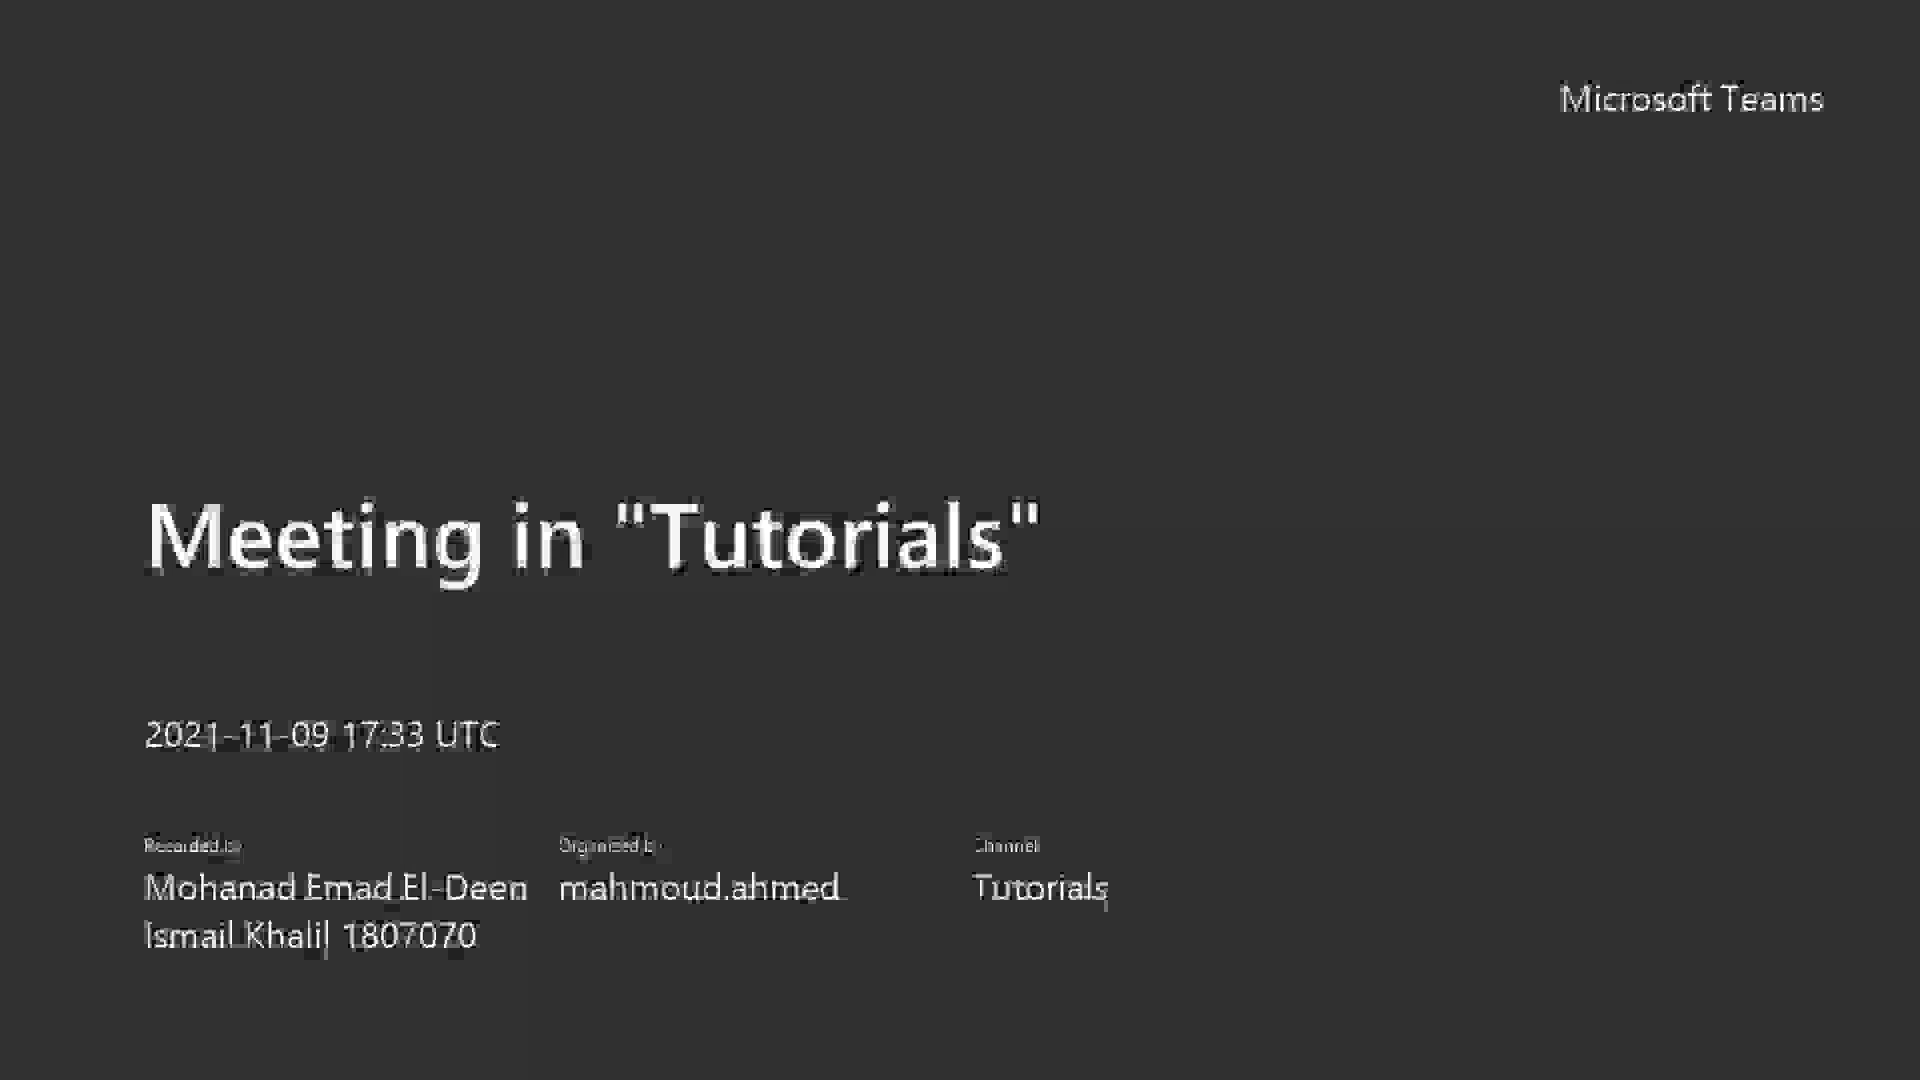 Microsoft Teams
Meeting in "Tutorials"
2021-11-09 17:33 UTC
Recorded by
Organized by
Channel
Mohanad Emad El-Deen
mahmoud.ahmed
Tutorials
Ismail Khalil 1807070